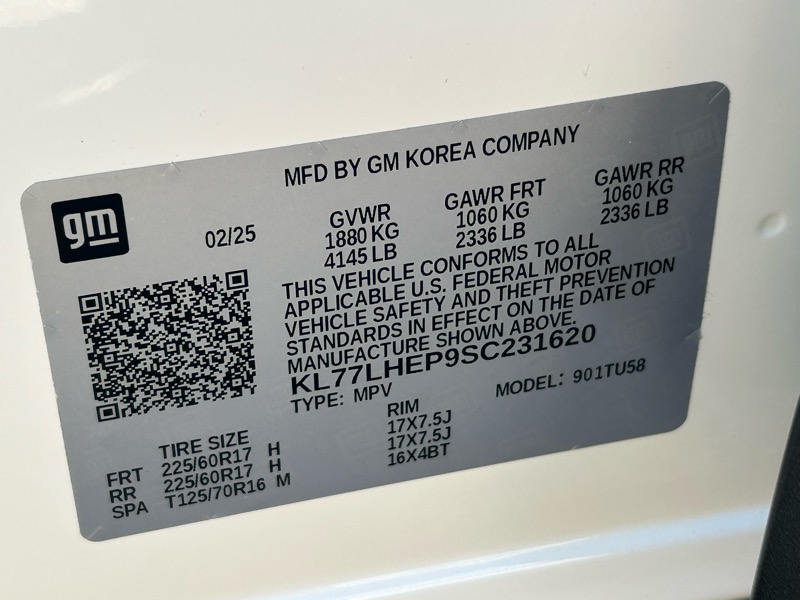 MFD BY GM KOREA COMPANY
gm
02/25
GVWR
1880 KG
4145 LB
GAWR FRT
1060 KG
2336 LB
GAWR RR
1060 KG
2336 LB
THIS VEHICLE CONFORMS TO ALL
APPLICABLE U.S. FEDERAL MOTOR
VEHICLE SAFETY AND THEFT PREVENTION
STANDARDS IN EFFECT ON THE DATE OF
MANUFACTURE SHOWN ABOVE.
KL77LHEP9SC231620
TYPE: MPV MODEL: 901TU58
TIRE SIZE RIM
FRT 225/60R17 H 17X7.5J
RR 225/60R17 H 17X7.5J
SPA T125/70R16 M 16X4BT